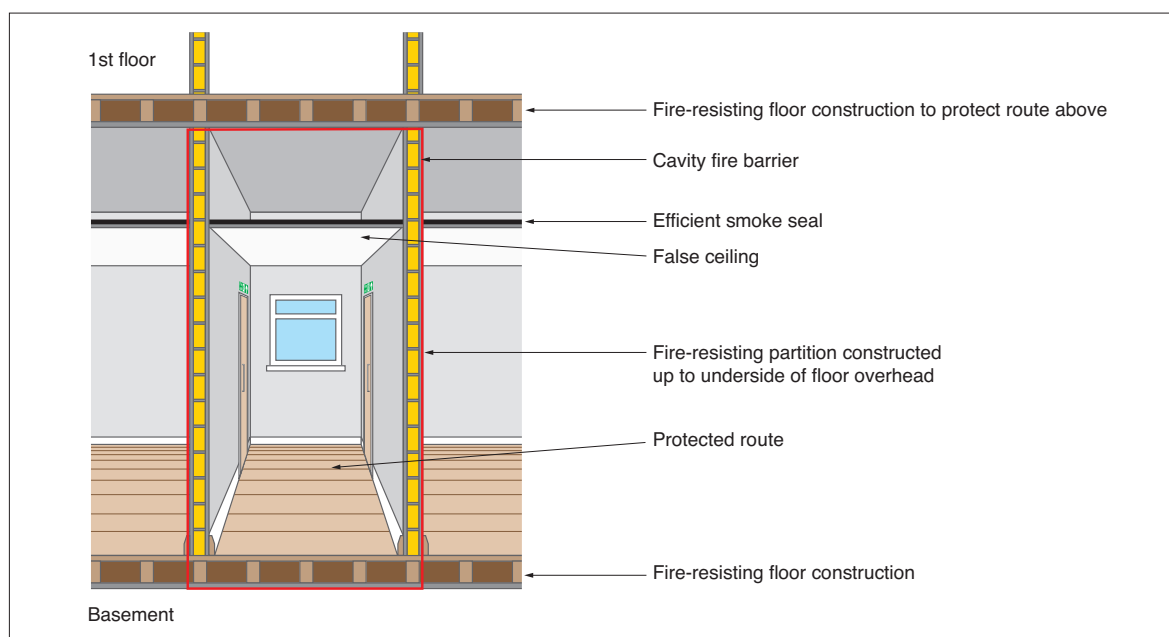 1st floor
Fire-resisting floor construction to protect route above
Cavity fire barrier
Efficient smoke seal
False ceiling
Fire-resisting partition constructed
up to underside of floor overhead
Protected route
Fire-resisting floor construction
Basement